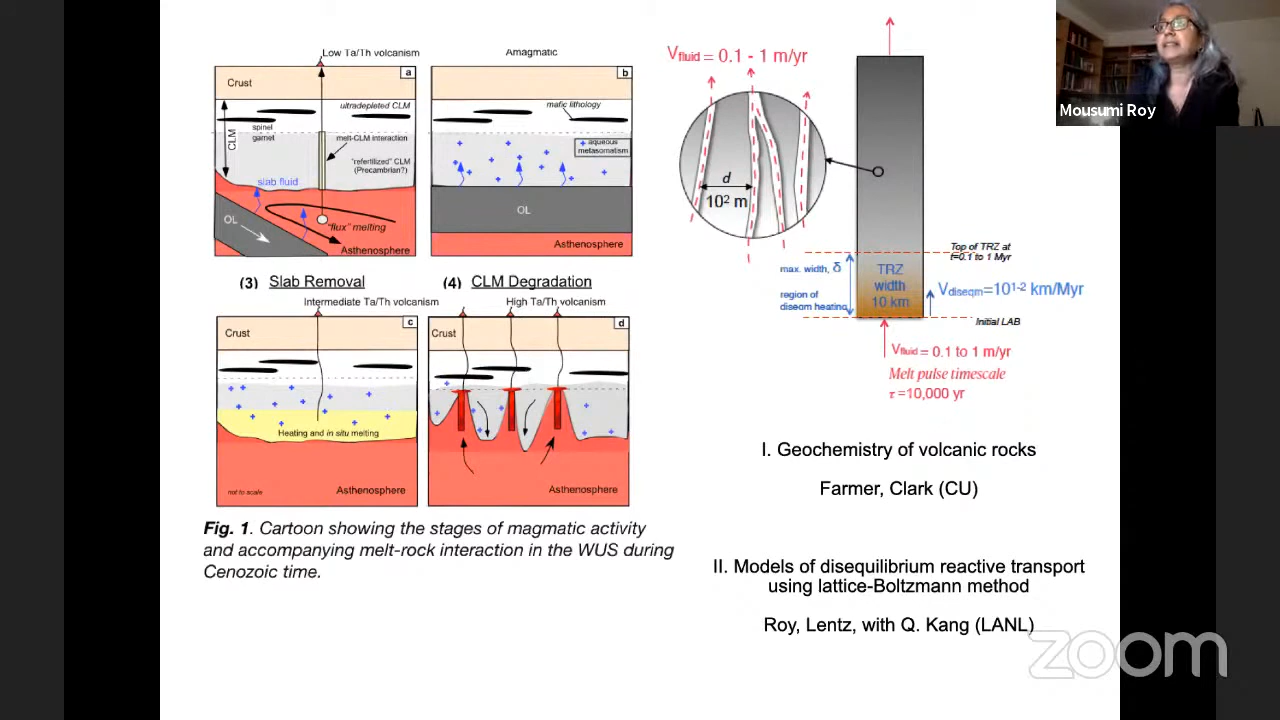 Low Ta/Th volcanism
a
Crust
ultradepleted CLM
CLM
spinel
garnet
melt-CLM interaction
"refertilized" CLM
(Precambrian?)
slab fluid
OL
"flux" melting
Asthenosphere
Amagmatic
b
mafic lithology
aqueous
metasomatism
OL
Asthenosphere
(3) Slab Removal
Intermediate Ta/Th volcanism
c
Crust
Heating and in situ melting
not to scale
Asthenosphere
(4) CLM Degradation
High Ta/Th volcanism
d
Crust
Asthenosphere
Fig. 1. Cartoon showing the stages of magmatic activity
and accompanying melt-rock interaction in the WUS during
Cenozoic time.
Vfluid = 0.1 - 1 m/yr
d
10² m
Top of TRZ at
t=0.1 to 1 Myr
max. width, δ
region of
diseqm heating
TRZ
width
10 km
Vdiseqm=10¹⁻² km/Myr
Initial LAB
Vfluid = 0.1 to 1 m/yr
Melt pulse timescale
τ =10,000 yr
I. Geochemistry of volcanic rocks
Farmer, Clark (CU)
II. Models of disequilibrium reactive transport
using lattice-Boltzmann method
Roy, Lentz, with Q. Kang (LANL)
Mousumi Roy
zoom